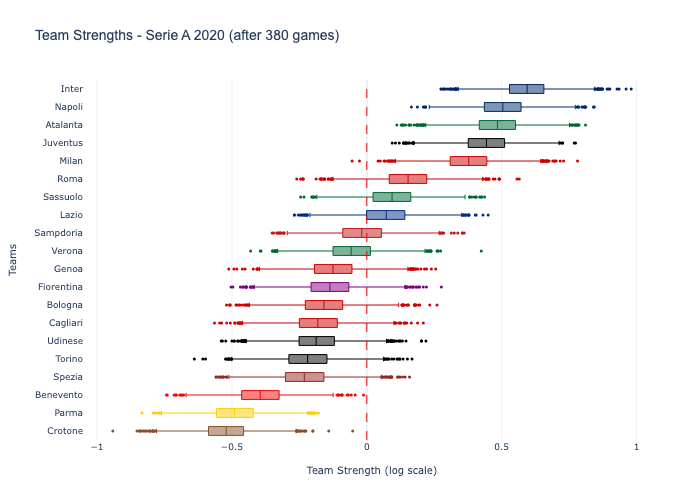 Team Strengths - Serie A 2020 (after 380 games)
Teams
Inter
Napoli
Atalanta
Juventus
Milan
Roma
Sassuolo
Lazio
Sampdoria
Verona
Genoa
Fiorentina
Bologna
Cagliari
Udinese
Torino
Spezia
Benevento
Parma
Crotone
−1 −0.5 0 0.5 1
Team Strength (log scale)